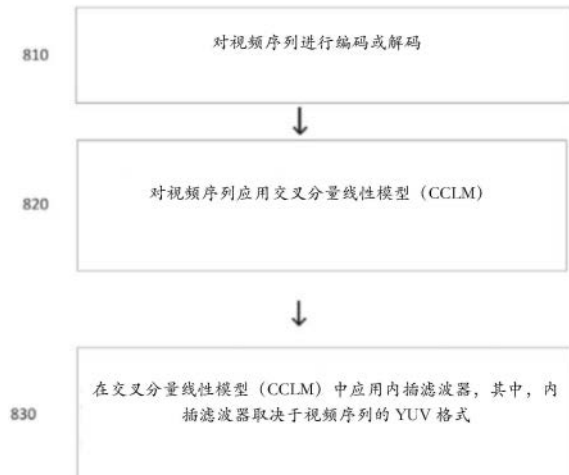 810
对视频序列进行编码或解码
820
对视频序列应用交叉分量线性模型（CCLM）
830
在交叉分量线性模型（CCLM）中应用内插滤波器，其中，内
插滤波器取决于视频序列的 YUV 格式